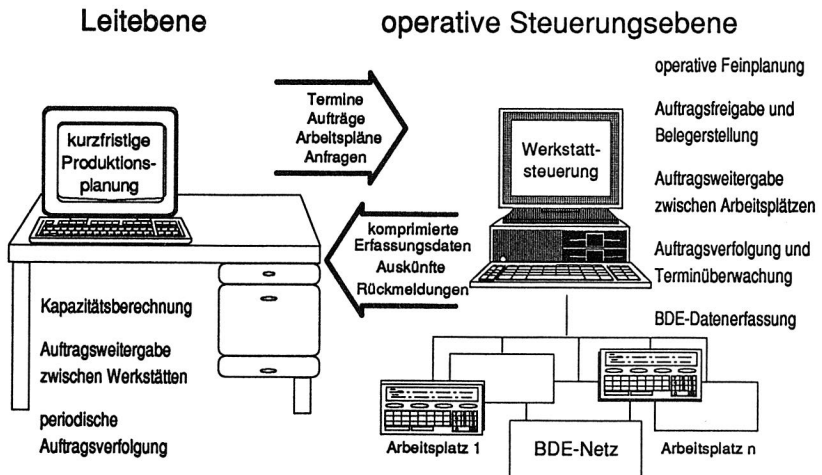 Leitebene
operative Steuerungsebene
kurzfristige
Produktions-
planung
Termine
Aufträge
Arbeitspläne
Anfragen
Werkstatt-
steuerung
komprimierte
Erfassungsdaten
Auskünfte
Rückmeldungen
operative Feinplanung
Auftragsfreigabe und
Belegerstellung
Auftragsweitergabe
zwischen Arbeitsplätzen
Auftragsverfolgung und
Terminüberwachung
BDE-Datenerfassung
Kapazitätsberechnung
Auftragsweitergabe
zwischen Werkstätten
periodische
Auftragsverfolgung
Arbeitsplatz 1
BDE-Netz
Arbeitsplatz n